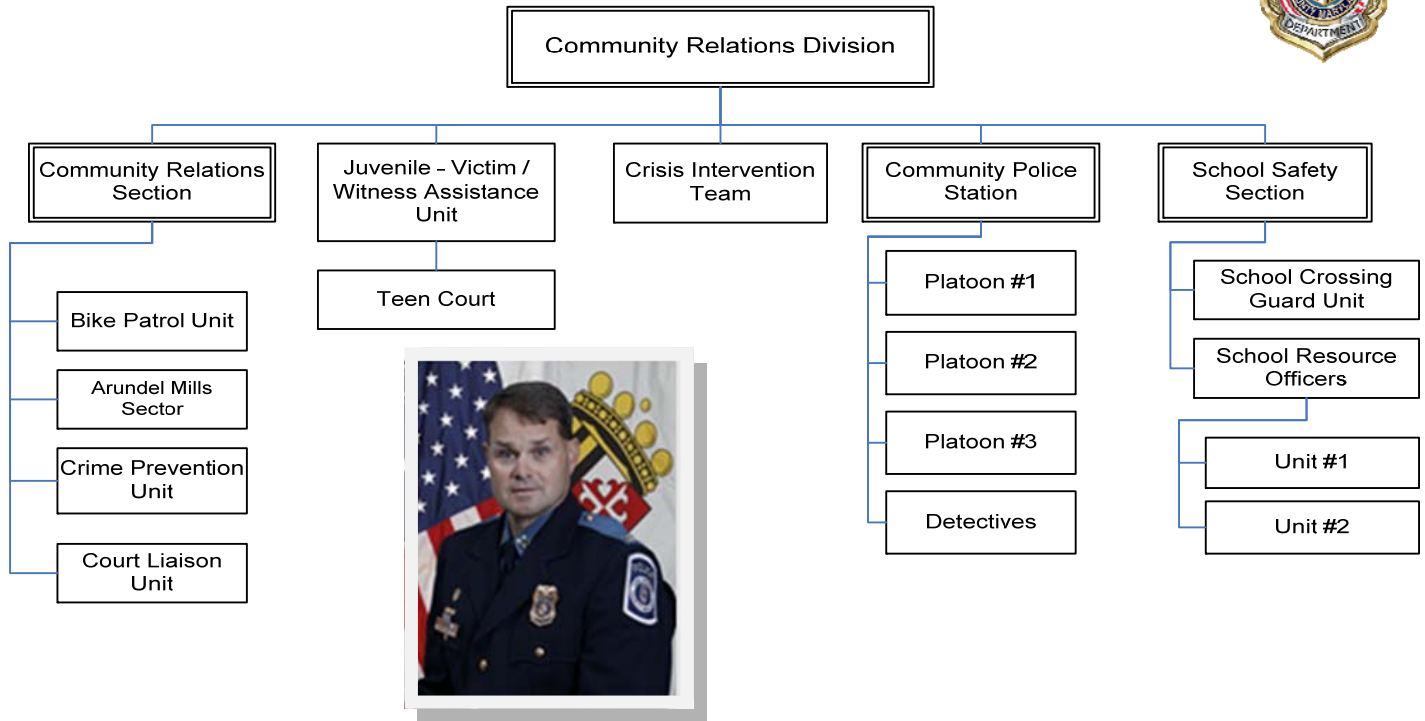 Community Relations Division
DEPARTMENT
Community Relations
Section
Juvenile – Victim /
Witness Assistance
Unit
Crisis Intervention
Team
Community Police
Station
School Safety
Section
Bike Patrol Unit
Arundel Mills
Sector
Crime Prevention
Unit
Court Liaison
Unit
Teen Court
Platoon #1
Platoon #2
Platoon #3
Detectives
School Crossing
Guard Unit
School Resource
Officers
Unit #1
Unit #2